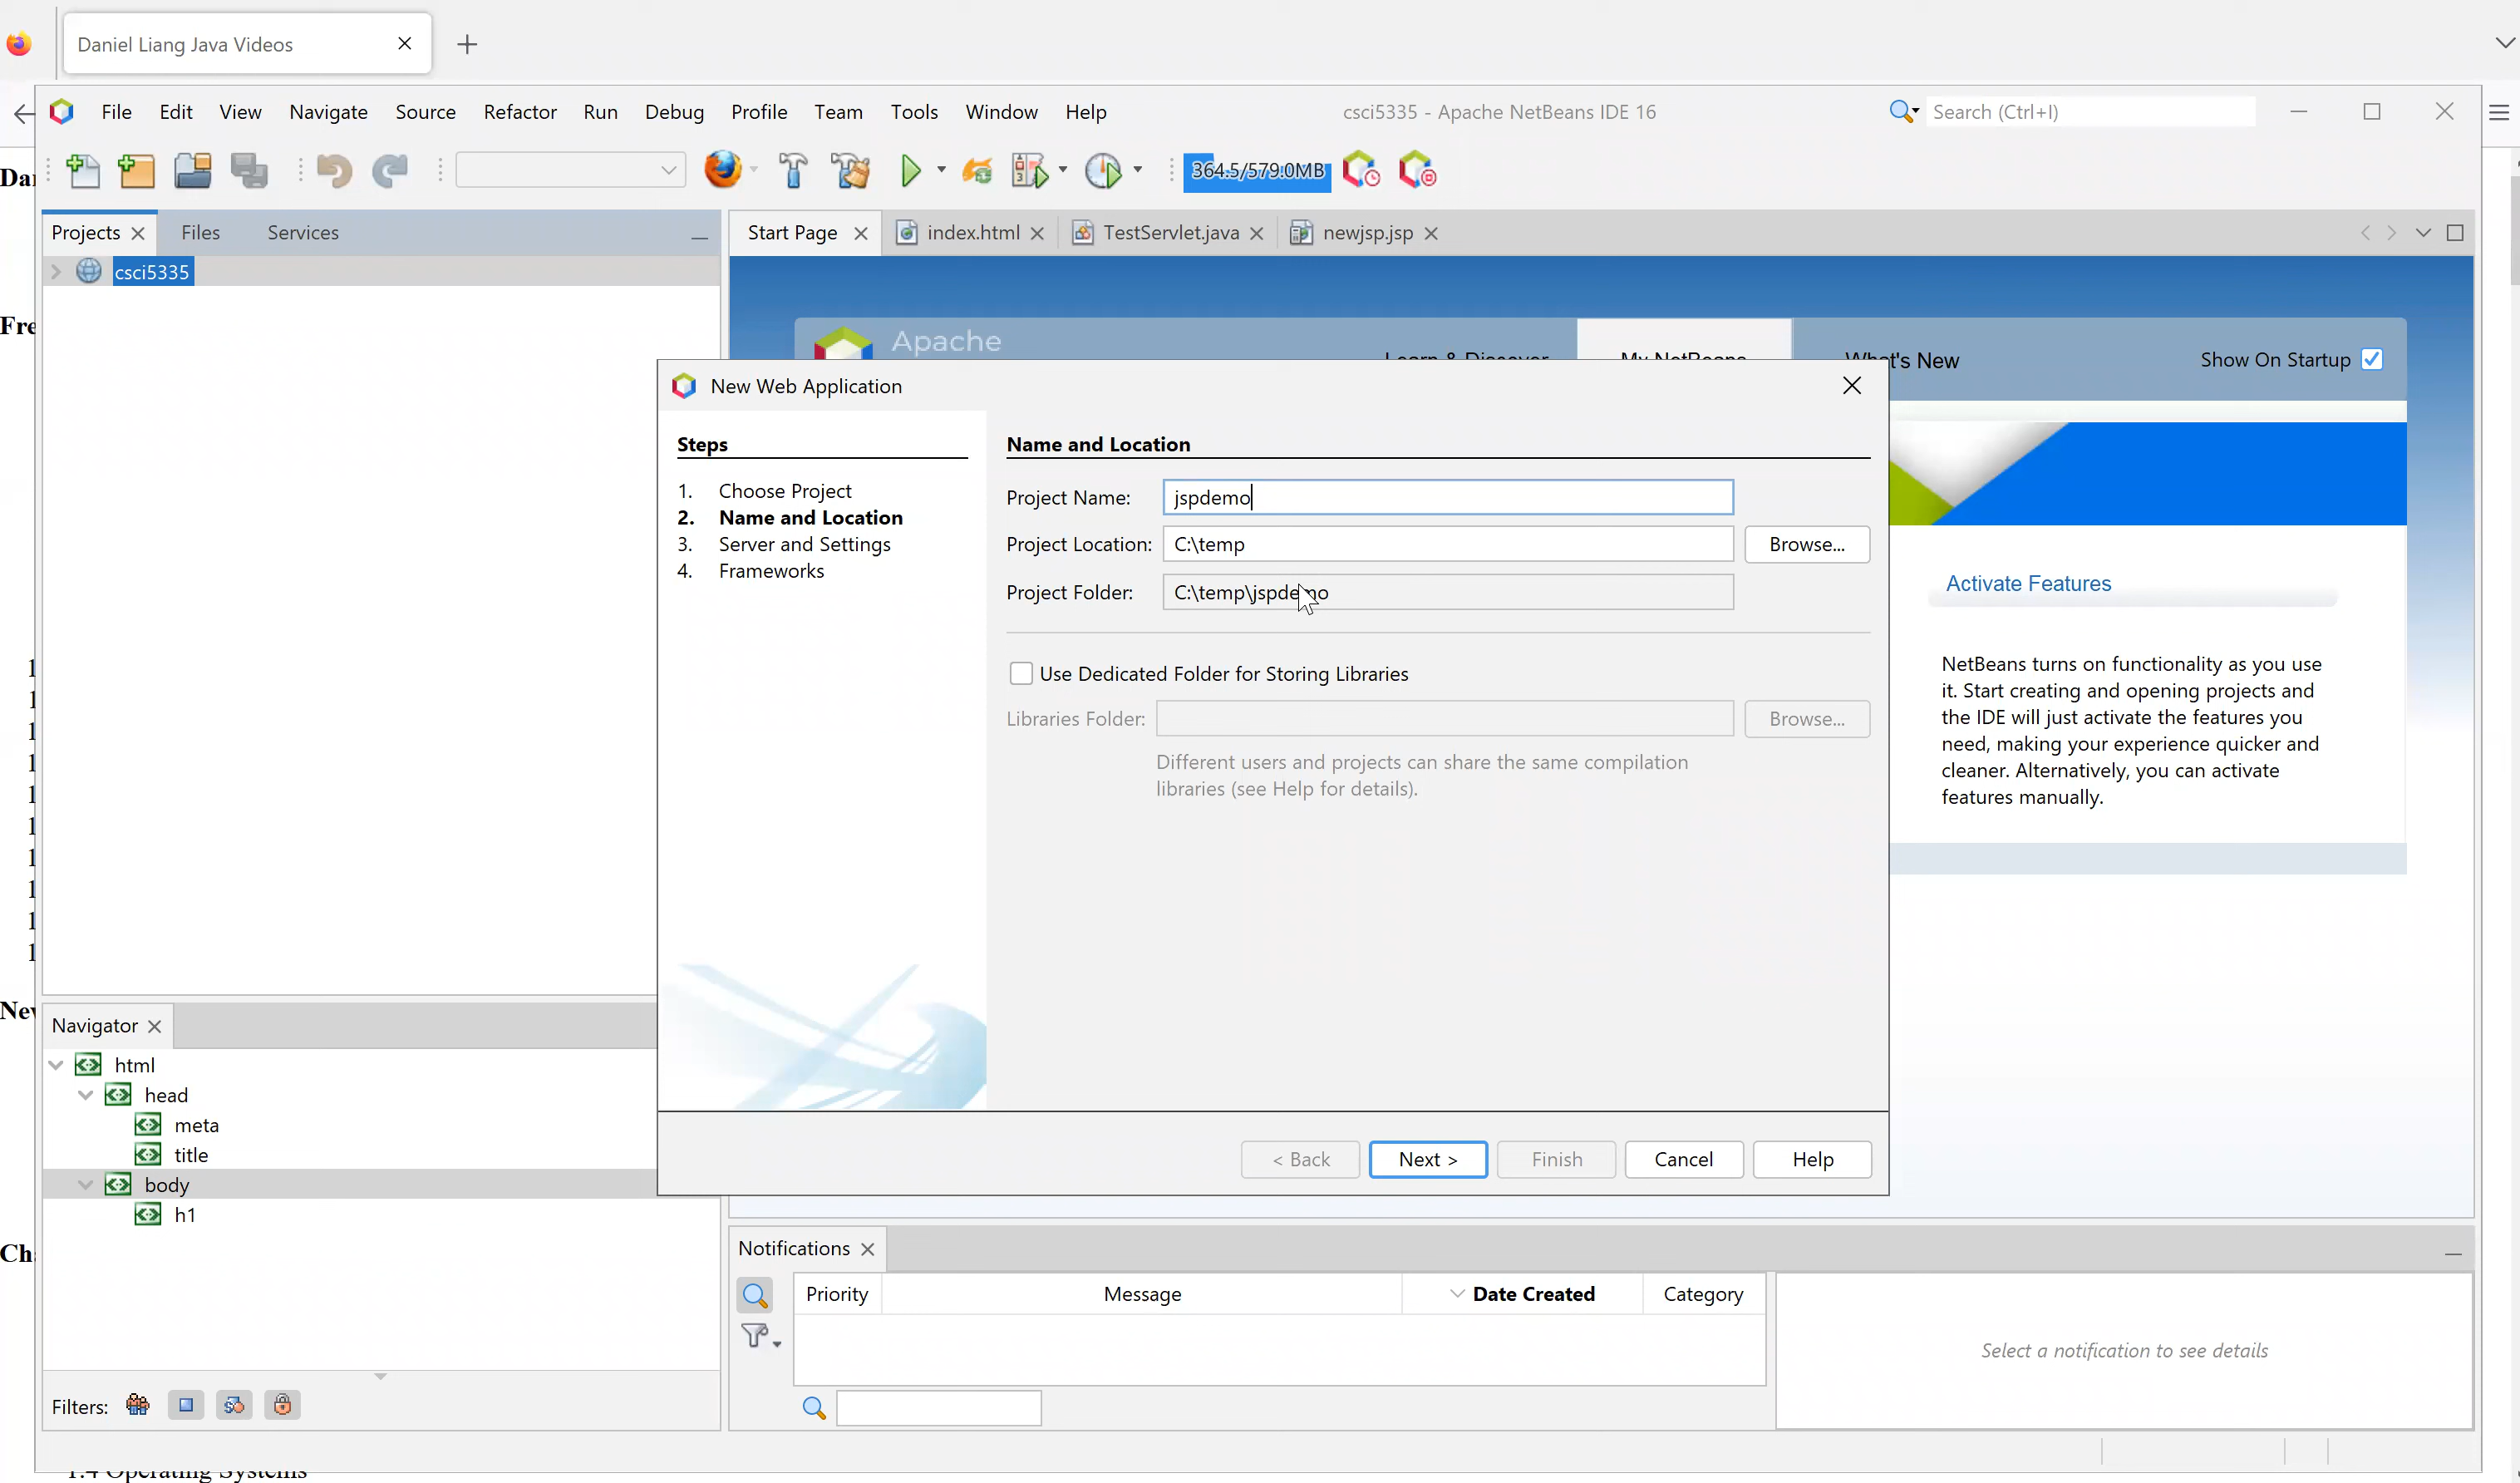 Daniel Liang Java Videos
File Edit View Navigate Source Refactor Run Debug Profile Team Tools Window Help
csci5335 - Apache NetBeans IDE 16
Search (Ctrl+I)
364.5/579.0MB
Projects Files Services
Start Page index.html TestServlet.java newjsp.jsp
csci5335
Apache
Learn & Discover My NetBeans What's New Show On Startup
New Web Application
Steps
1. Choose Project
2. Name and Location
3. Server and Settings
4. Frameworks
Name and Location
Project Name: jspdemo
Project Location: C:\temp Browse...
Project Folder: C:\temp\jspdemo
Use Dedicated Folder for Storing Libraries
Libraries Folder: Browse...
Different users and projects can share the same compilation
libraries (see Help for details).
< Back Next > Finish Cancel Help
Activate Features
NetBeans turns on functionality as you use
it. Start creating and opening projects and
the IDE will just activate the features you
need, making your experience quicker and
cleaner. Alternatively, you can activate
features manually.
Navigator
html
head
meta
title
body
h1
Filters:
Notifications
Priority Message Date Created Category
Select a notification to see details
1.4 Operating Systems